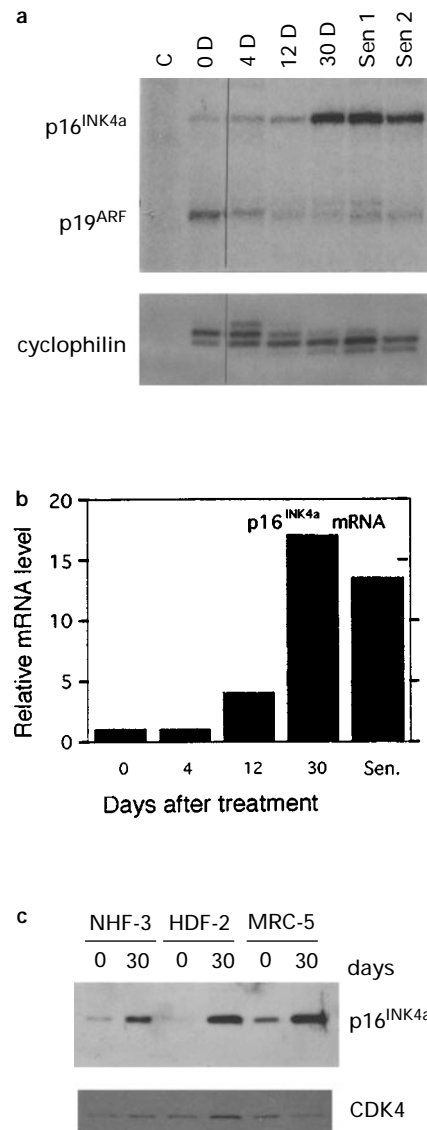 a
C 0 D 4 D 12 D 30 D Sen 1 Sen 2
p16INK4a
p19ARF
cyclophilin
b
p16INK4a mRNA
Relative mRNA level
20
15
10
5
0
0 4 12 30 Sen.
Days after treatment
c
NHF-3 HDF-2 MRC-5
0 30 0 30 0 30 days
p16INK4a
CDK4